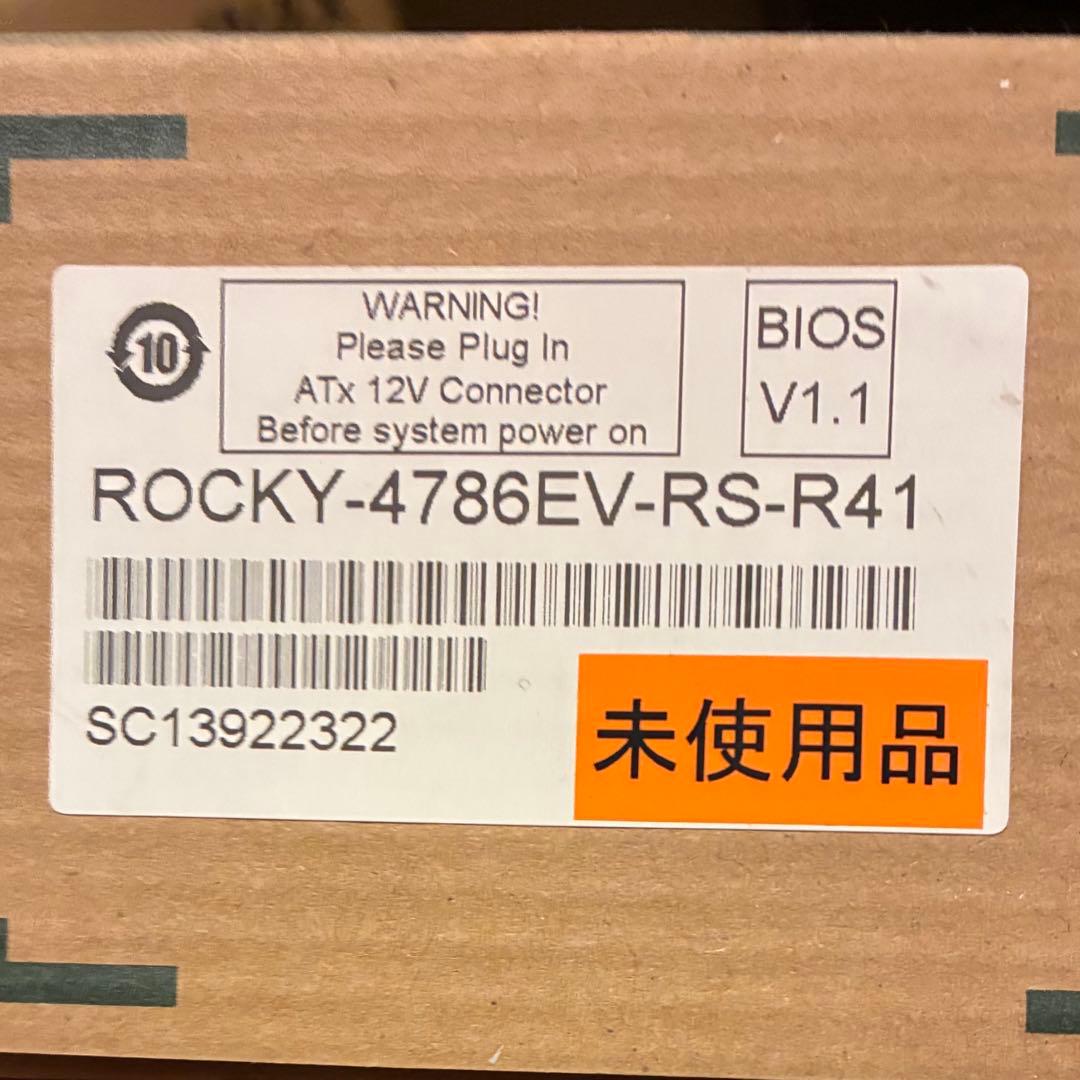 10
WARNING!
Please Plug In
ATx 12V Connector
Before system power on
BIOS
V1.1
ROCKY-4786EV-RS-R41
SC13922322
未使用品